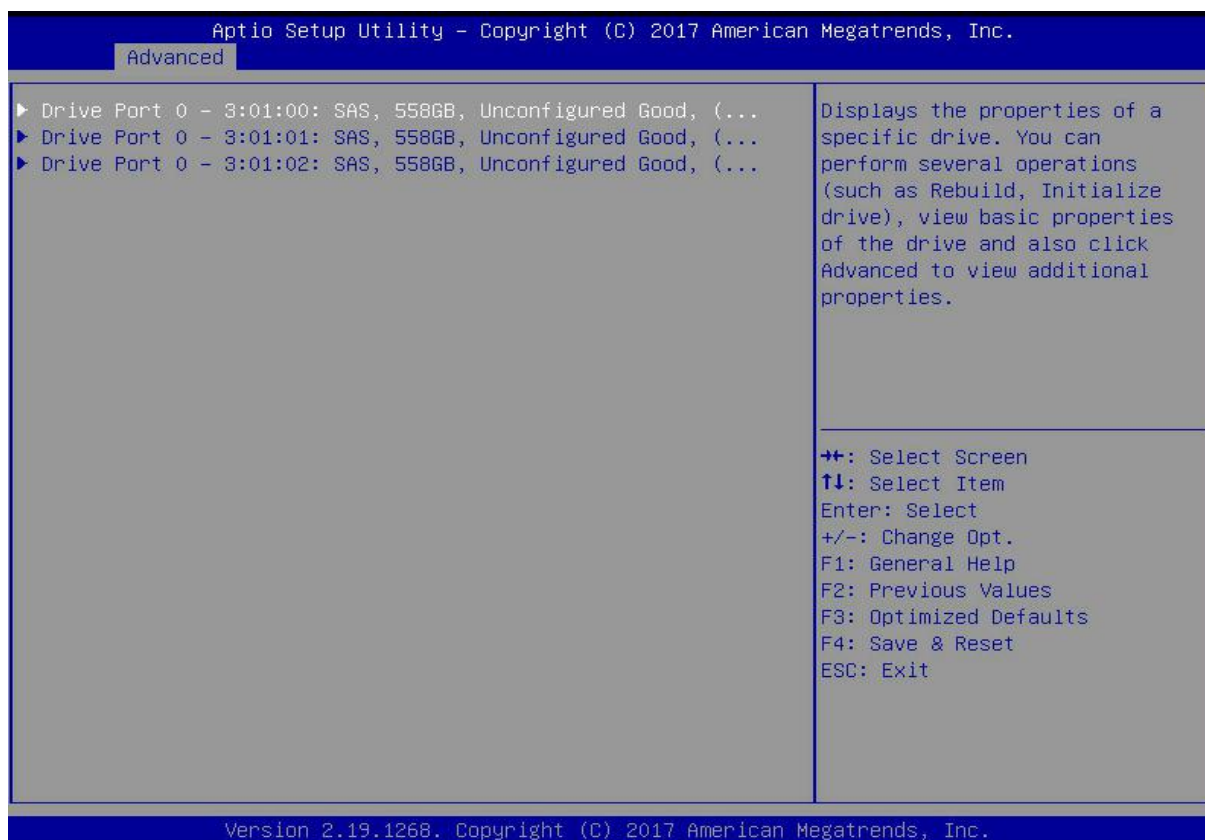 Aptio Setup Utility – Copyright (C) 2017 American Megatrends, Inc.
Advanced
▶ Drive Port 0 – 3:01:00: SAS, 558GB, Unconfigured Good, (...
▶ Drive Port 0 – 3:01:01: SAS, 558GB, Unconfigured Good, (...
▶ Drive Port 0 – 3:01:02: SAS, 558GB, Unconfigured Good, (...
Displays the properties of a
specific drive. You can
perform several operations
(such as Rebuild, Initialize
drive), view basic properties
of the drive and also click
Advanced to view additional
properties.
→←: Select Screen
↑↓: Select Item
Enter: Select
+/-: Change Opt.
F1: General Help
F2: Previous Values
F3: Optimized Defaults
F4: Save & Reset
ESC: Exit
Version 2.19.1268. Copyright (C) 2017 American Megatrends, Inc.